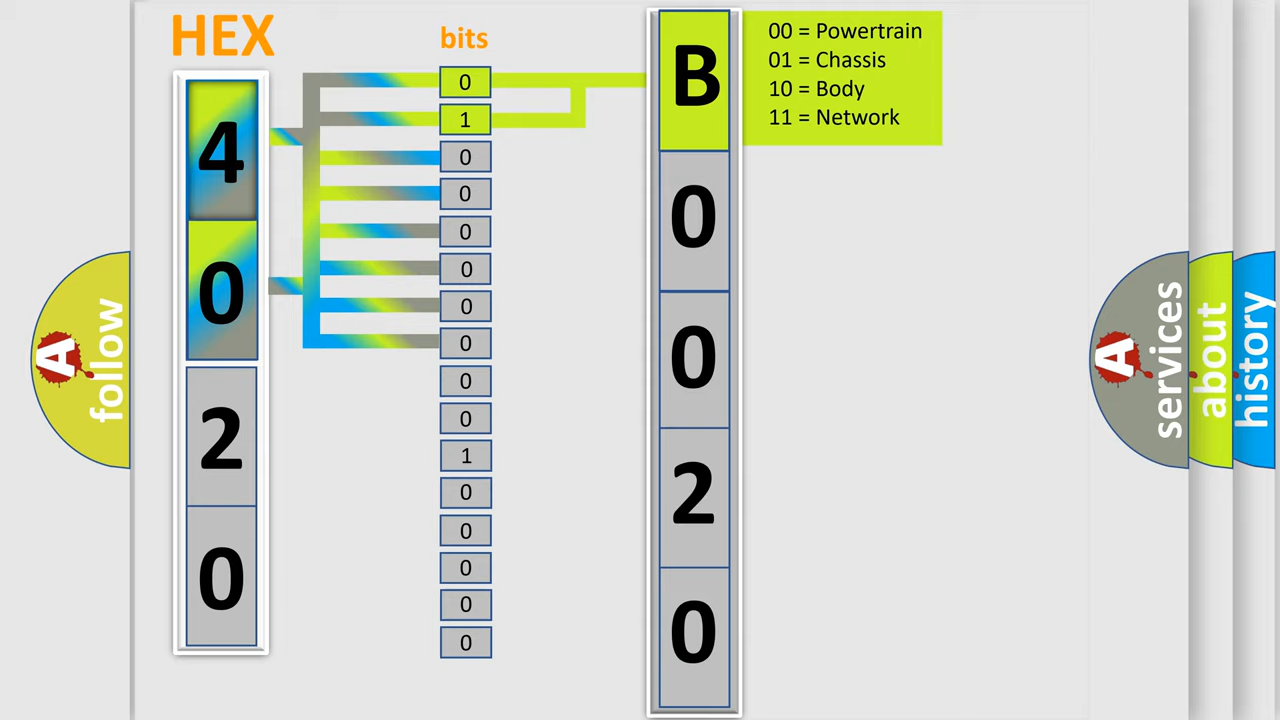 HEX
bits
4
0
2
0
0
1
0
0
0
0
0
0
0
0
1
0
0
0
0
0
B
0
0
2
0
00 = Powertrain
01 = Chassis
10 = Body
11 = Network
A
follow
A
services
about
history